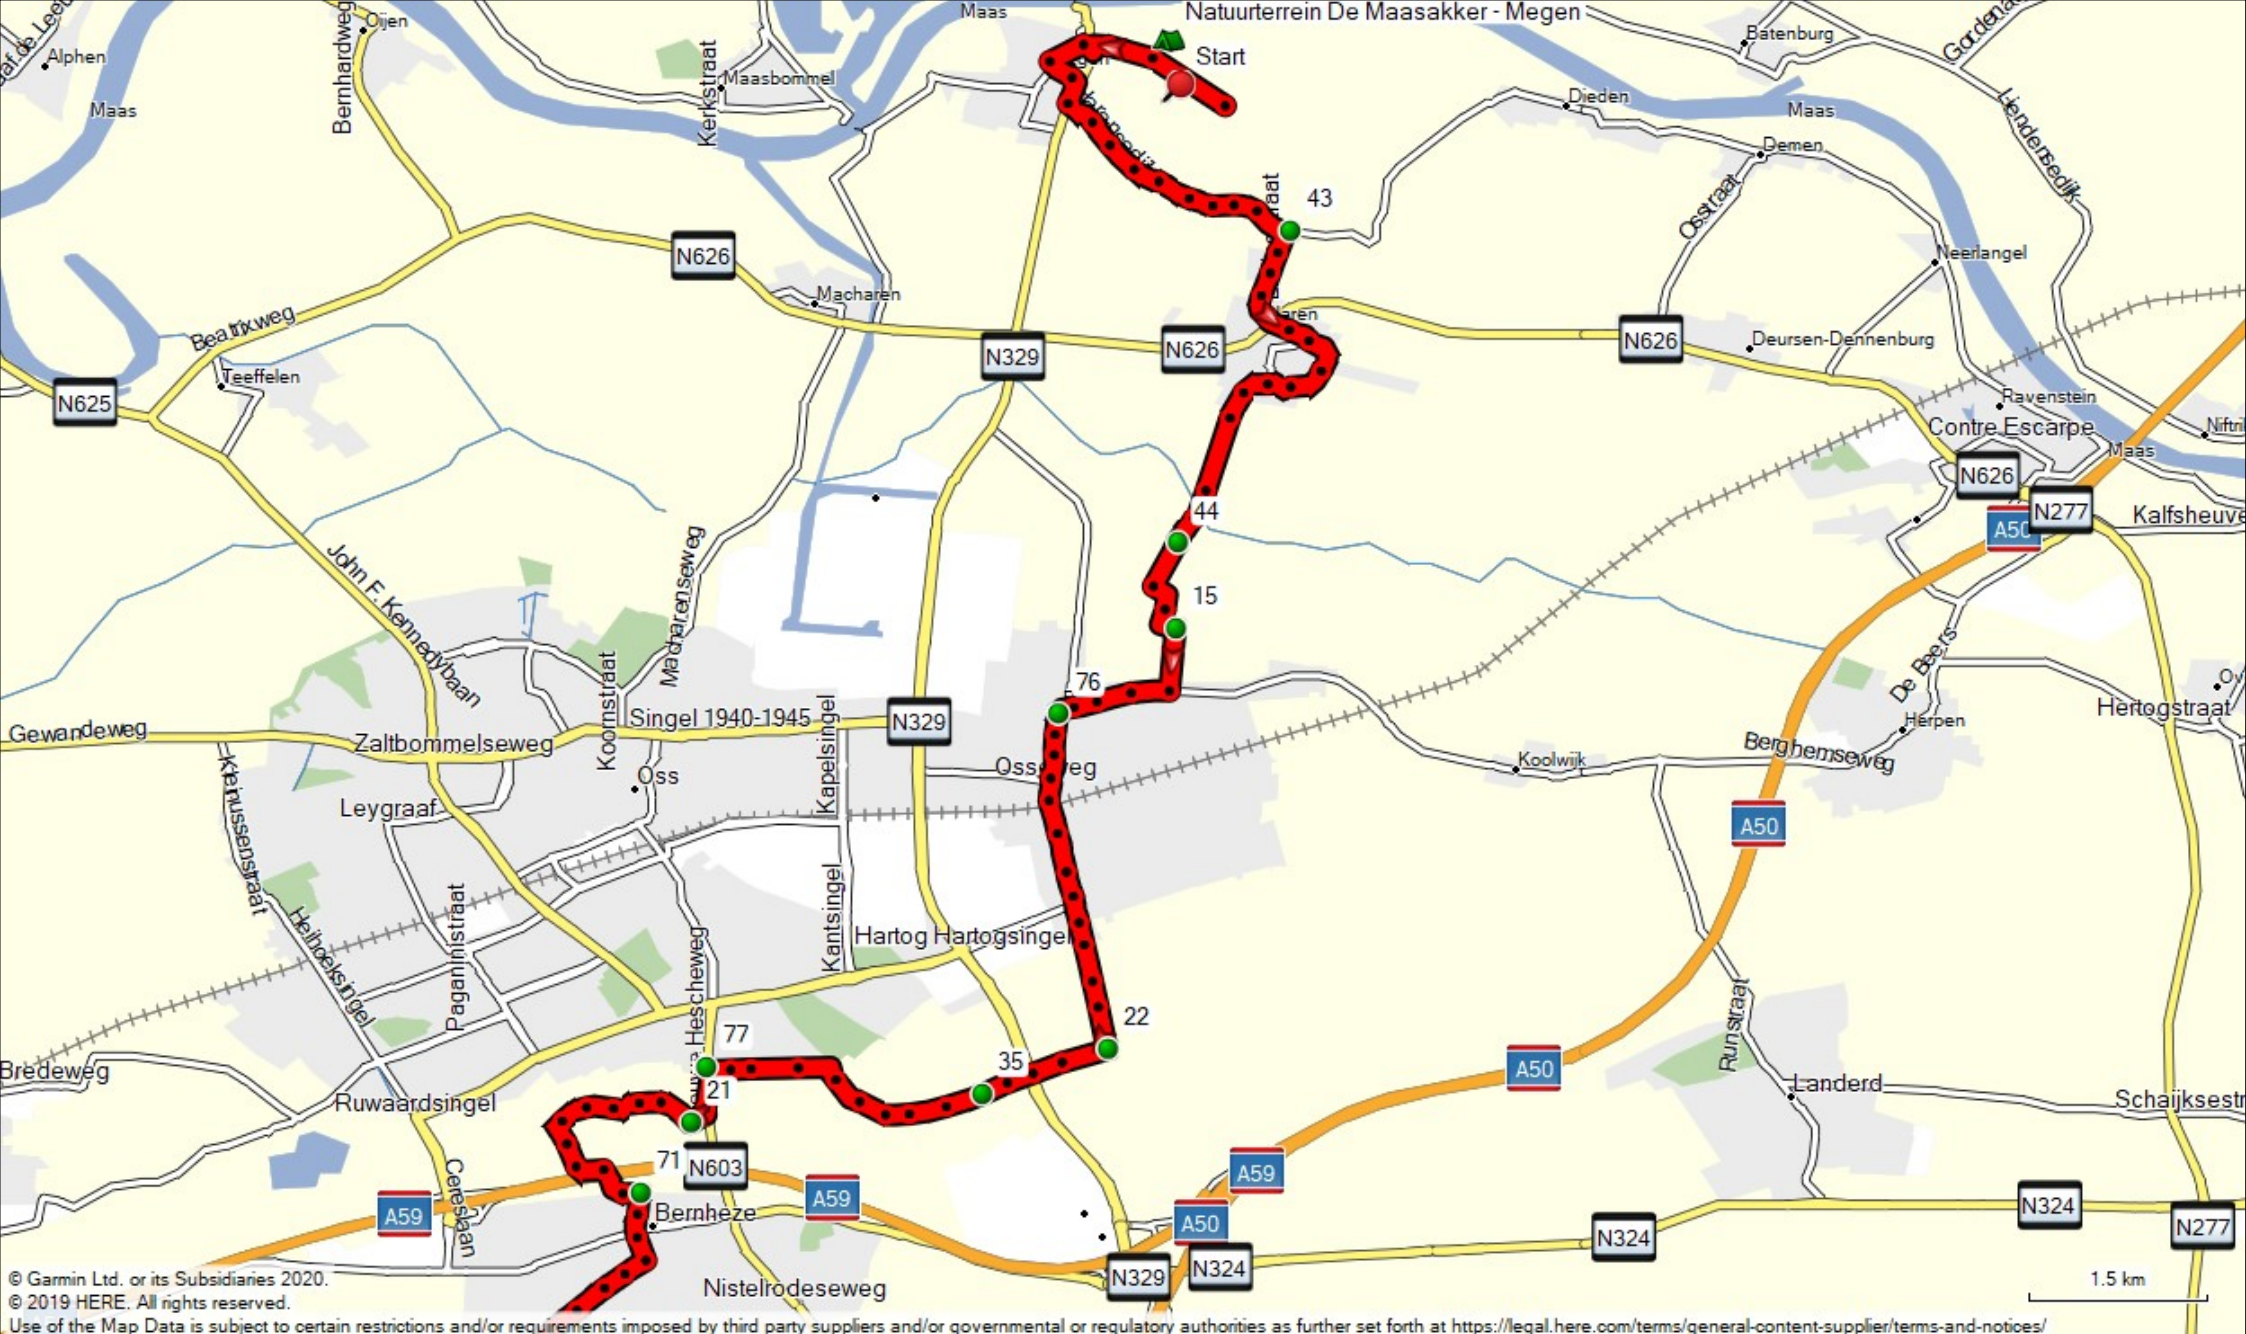 Maas
Natuurterrein De Maasakker - Megen
Oijen
Alphen
Bernhardweg
Kerkstraat
Maasbommel
Start
Batenburg
Maas
Dieden
Maas
Demen
Liendensedijk
43
Osstraat
Neerlangel
N626
Macharen
Beatrixweg
N329
N626
N626
Deursen-Dennenburg
Teeffelen
N625
Ravenstein
Contre Escarpe
Maas
N626
N277
A50
44
John F. Kennedybaan
Macharenseweg
15
De Beers
76
Koornstraat
Singel 1940-1945
Kapelsingel
N329
Hertogstraat
Herpen
Gewandeweg
Zaltbommelseweg
Berghemseweg
Koolwijk
Oss
Leygraaf
A50
Paganinistraat
Kantsingel
Hartog Hartogsingel
Heihoeksingel
22
77
35
Runstraat
A50
Bredeweg
Landerd
Ruwaardsingel
21
71
N603
A59
A59
A59
Cereslaan
Bernheze
A50
N324
N324
N324
N277
N329
Nistelrodeseweg
1.5 km
© Garmin Ltd. or its Subsidiaries 2020.
© 2019 HERE. All rights reserved.
Use of the Map Data is subject to certain restrictions and/or requirements imposed by third party suppliers and/or governmental or regulatory authorities as further set forth at https://legal.here.com/terms/general-content-supplier/terms-and-notices/